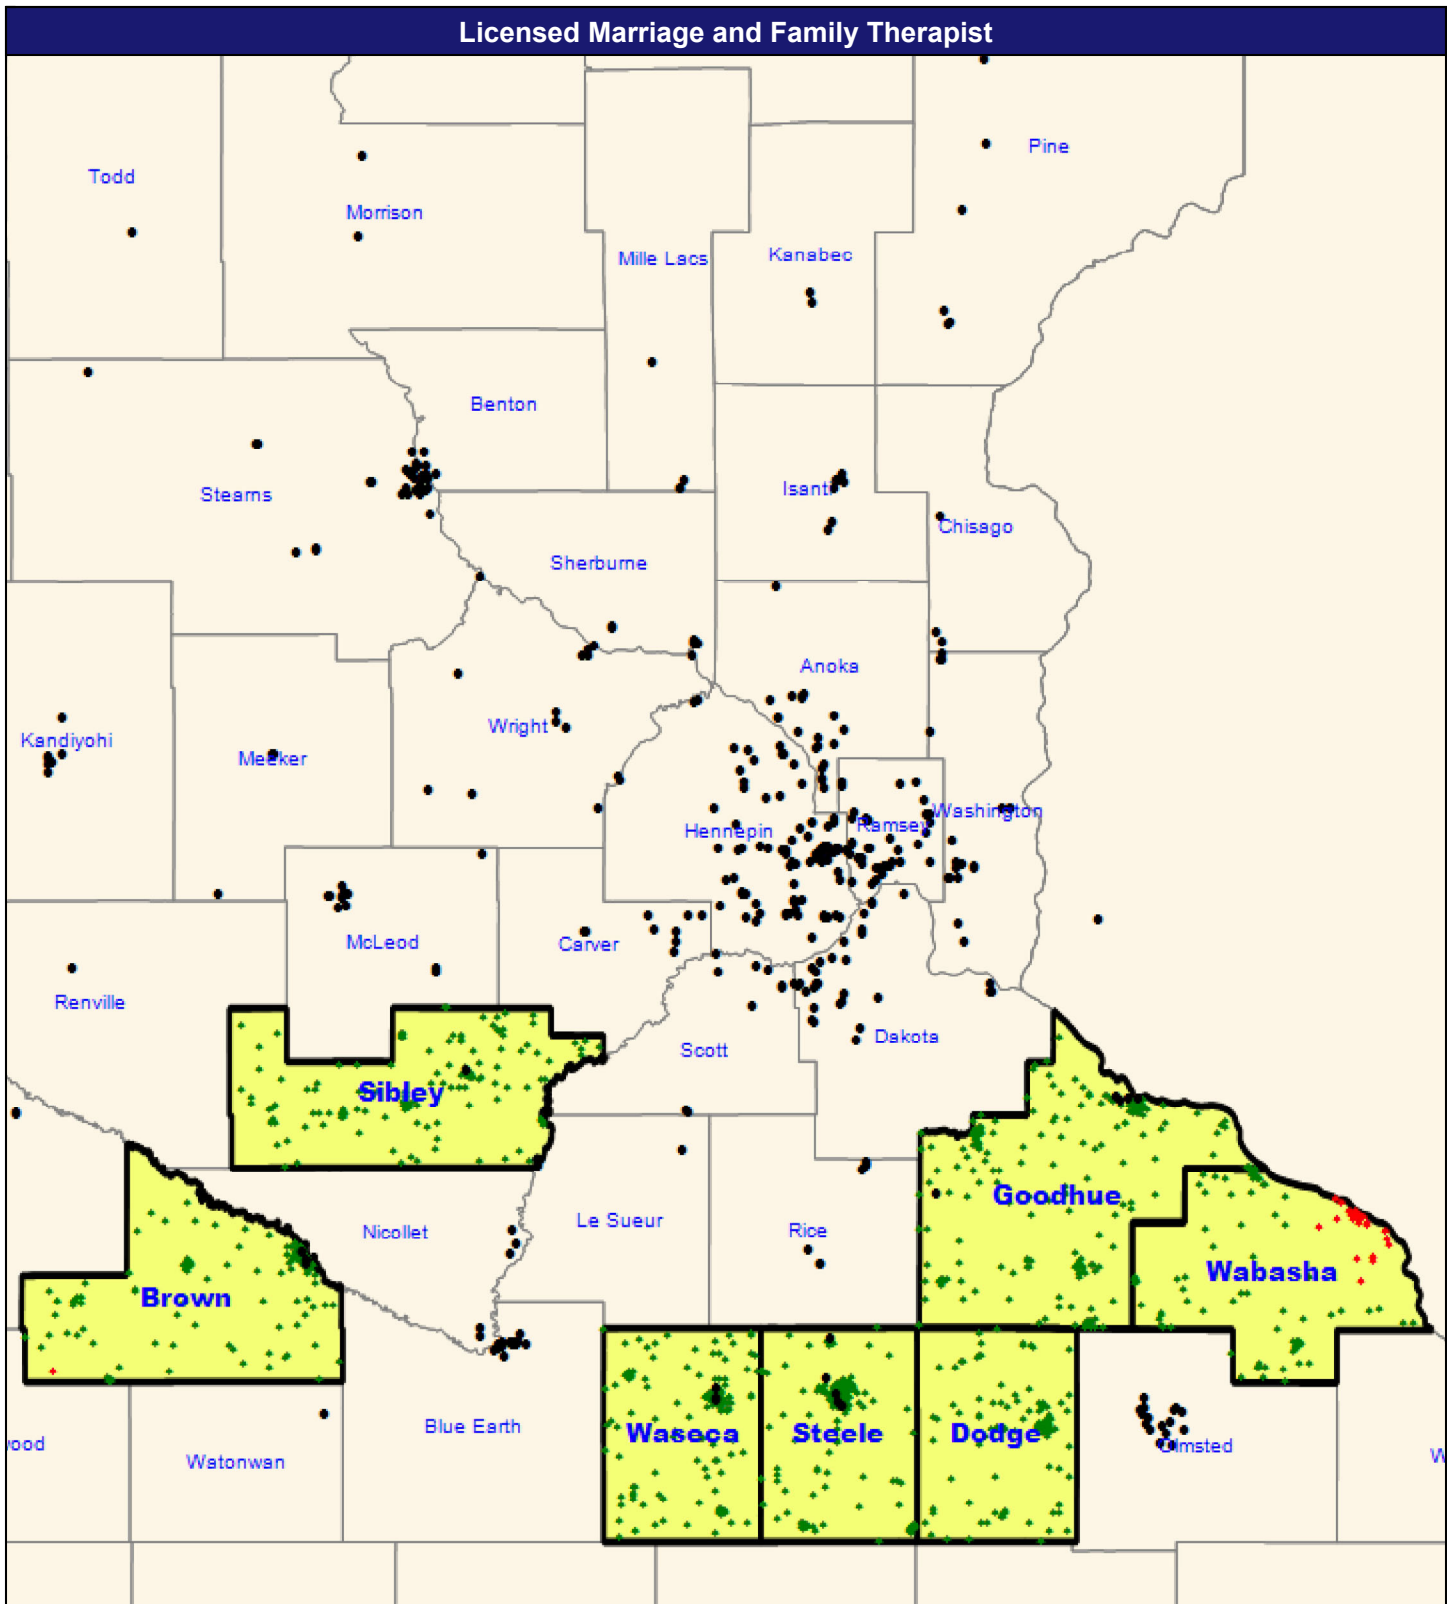 Licensed Marriage and Family Therapist
Pine
Todd
Morrison
Kanabec
Mille Lacs
Benton
Stearns
Isanti
Chisago
Sherburne
Anoka
Wright
Kandiyohi
Meeker
Washington
Ramsey
Hennepin
McLeod
Carver
Renville
Dakota
Scott
Sibley
Goodhue
Le Sueur
Rice
Nicollet
Wabasha
Brown
Blue Earth
Waseca
Steele
Dodge
ood
Olmsted
W
Watonwan